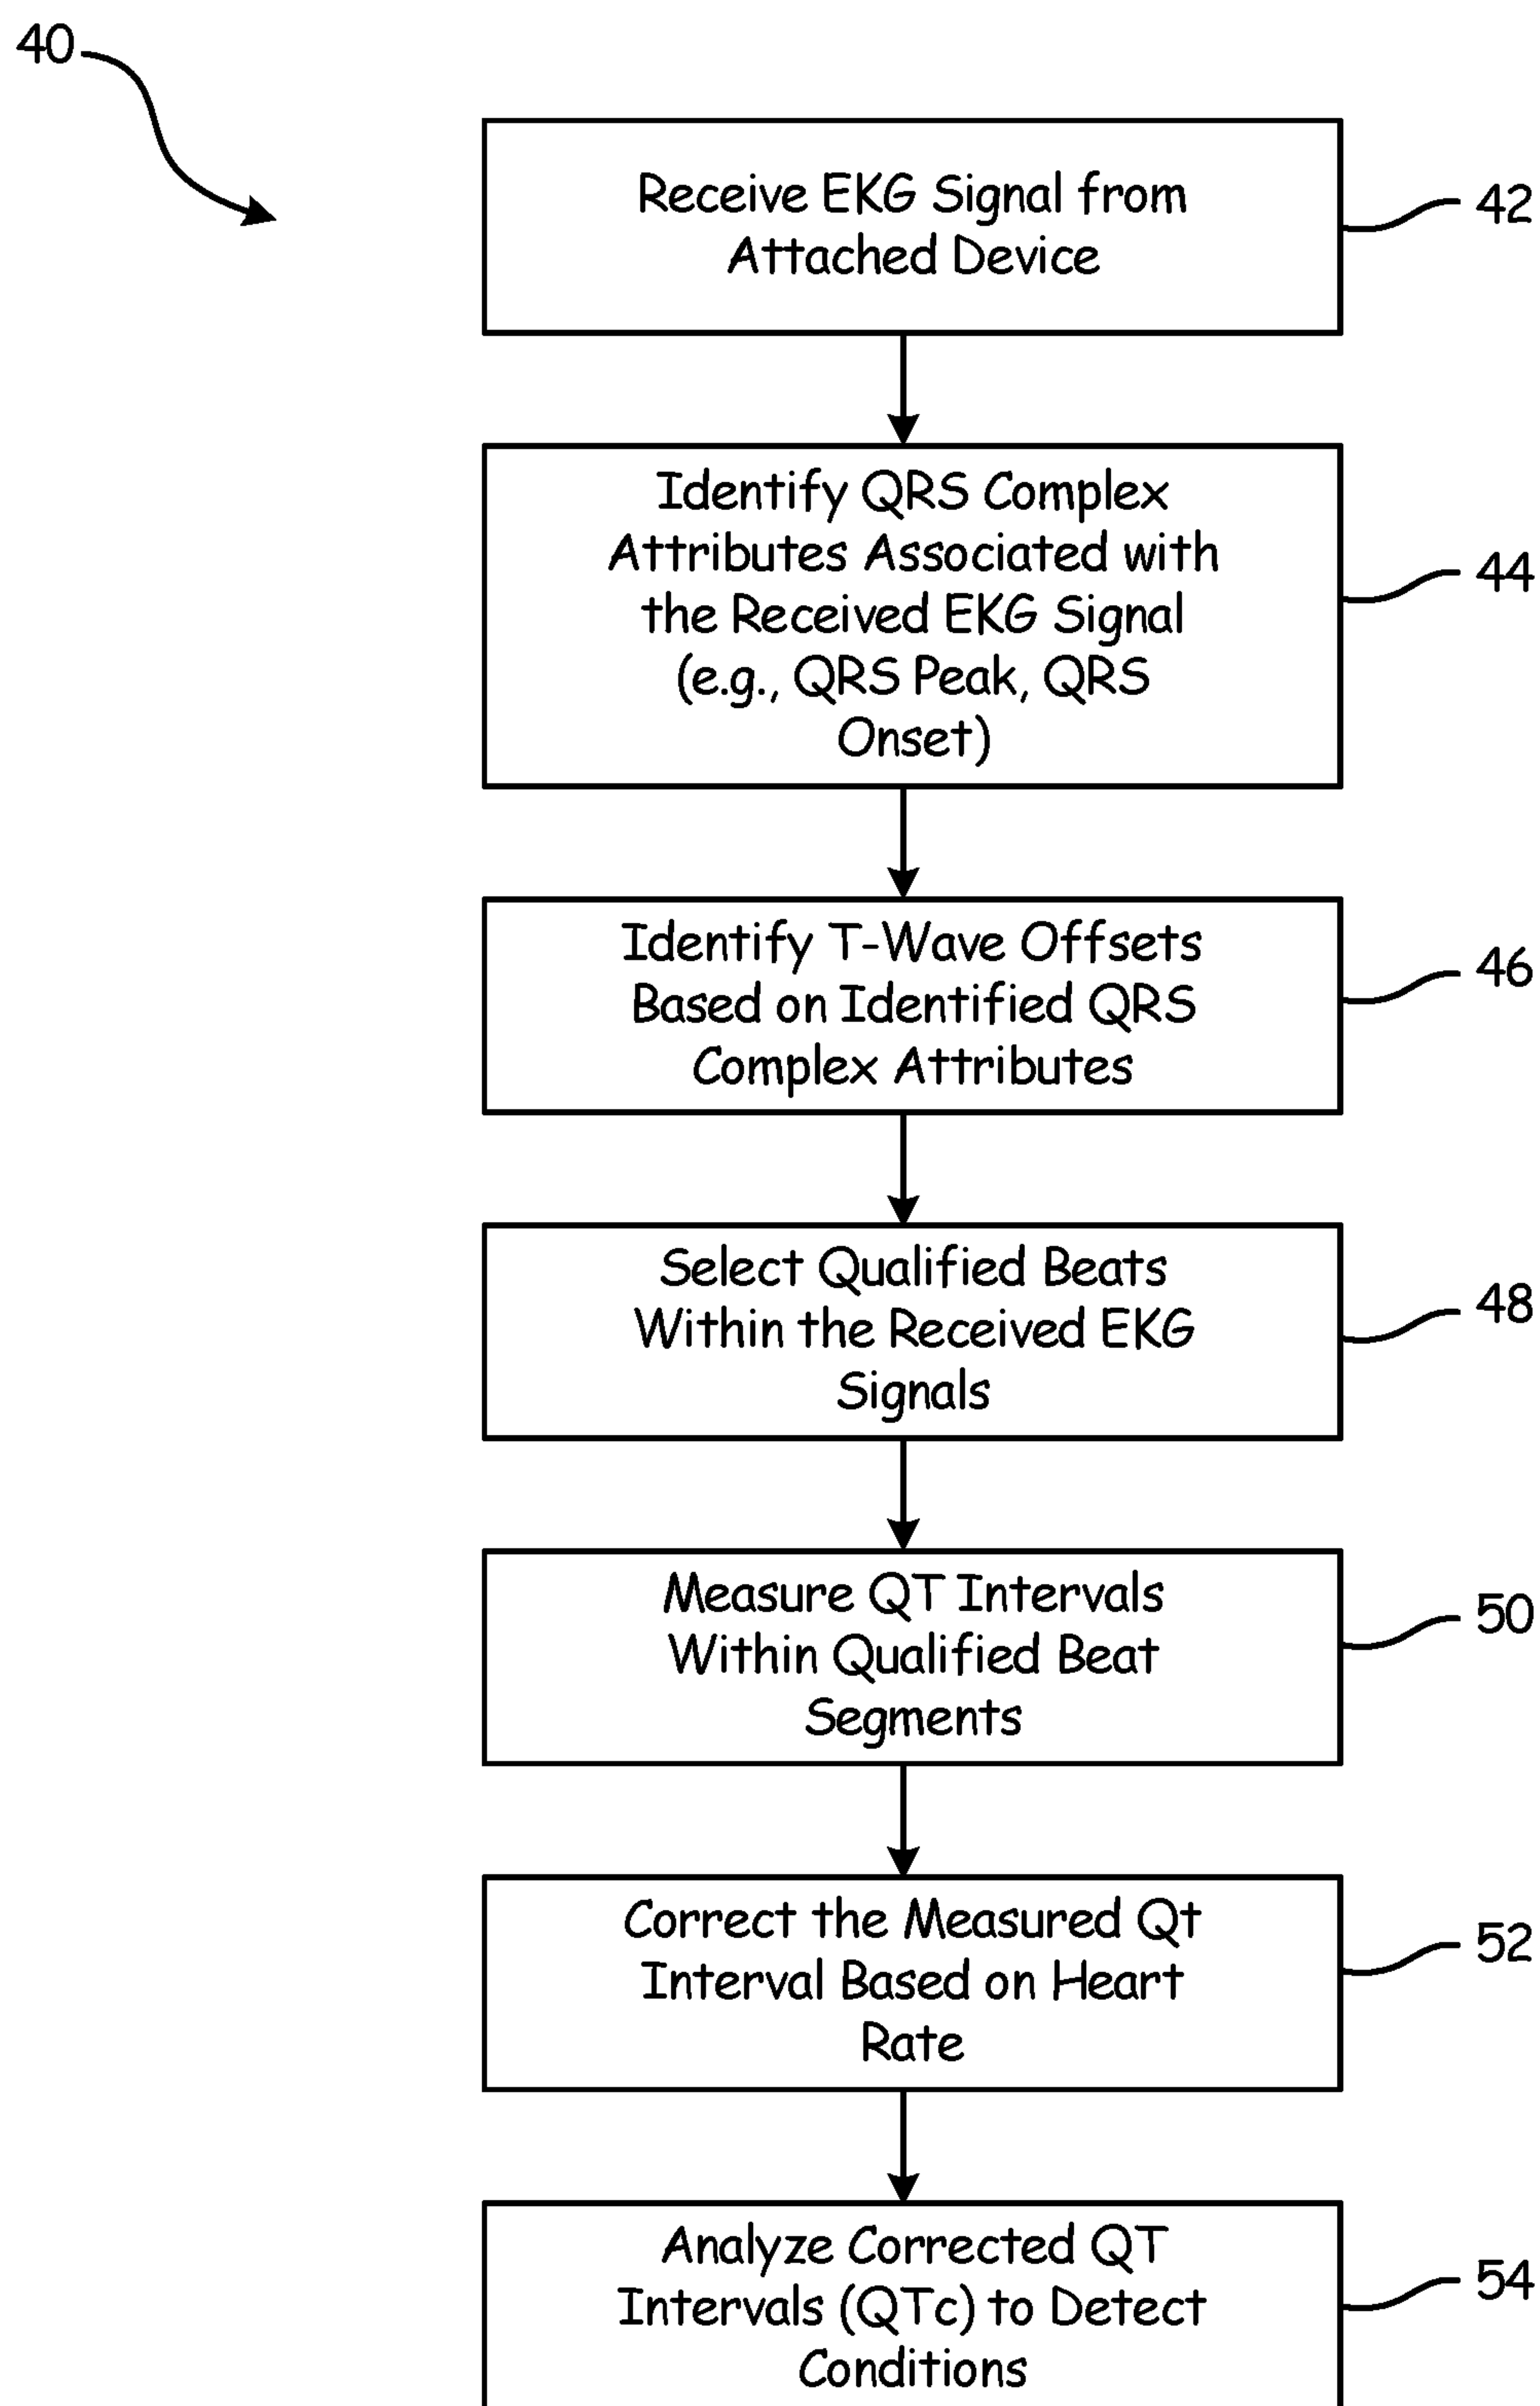 40
Receive EKG Signal from
Attached Device
42
Identify QRS Complex
Attributes Associated with
the Received EKG Signal
(e.g., QRS Peak, QRS
Onset)
44
Identify T-Wave Offsets
Based on Identified QRS
Complex Attributes
46
Select Qualified Beats
Within the Received EKG
Signals
48
Measure QT Intervals
Within Qualified Beat
Segments
50
Correct the Measured Qt
Interval Based on Heart
Rate
52
Analyze Corrected QT
Intervals (QTc) to Detect
Conditions
54